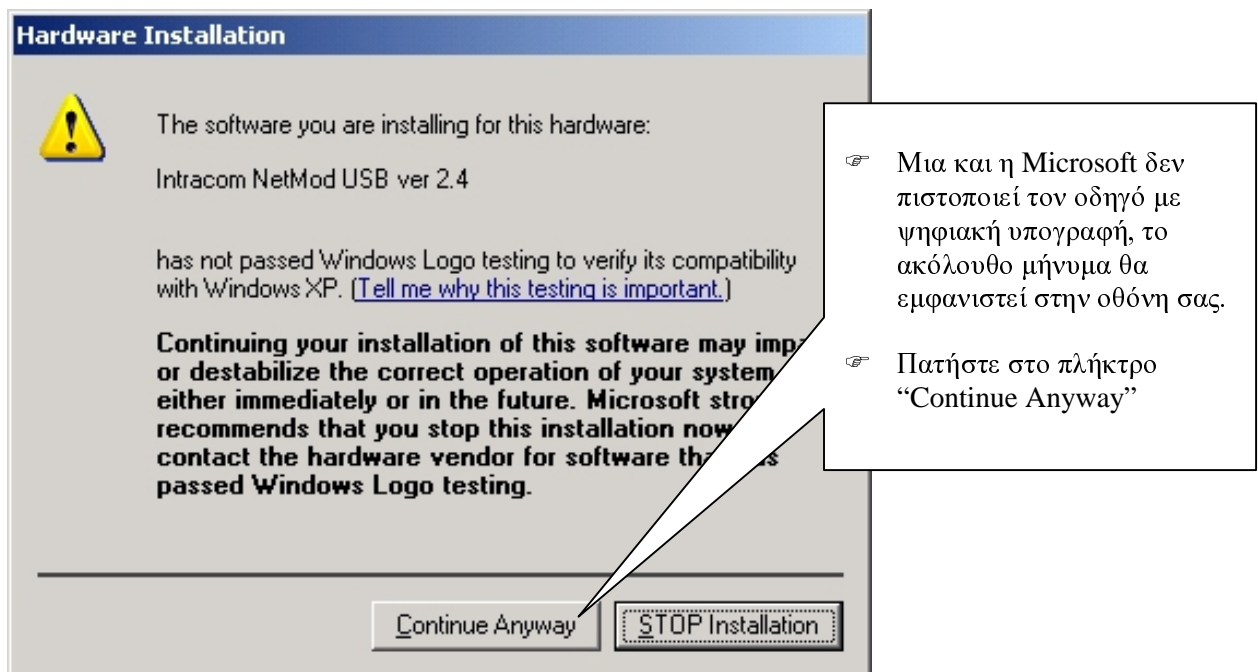 Hardware Installation
The software you are installing for this hardware:
Intracom NetMod USB ver 2.4
has not passed Windows Logo testing to verify its compatibility
with Windows XP. (Tell me why this testing is important.)
Continuing your installation of this software may
or destabilize the correct operation of your system
either immediately or in the future. Microsoft
recommends that you stop this installation now
contact the hardware vendor for software
passed Windows Logo testing.
Continue Anyway
STOP Installation
☞ Μια και η Microsoft δεν
πιστοποιεί τον οδηγό με
ψηφιακή υπογραφή, το
ακόλουθο μήνυμα θα
εμφανιστεί στην οθόνη σας.
☞ Πατήστε στο πλήκτρο
“Continue Anyway”